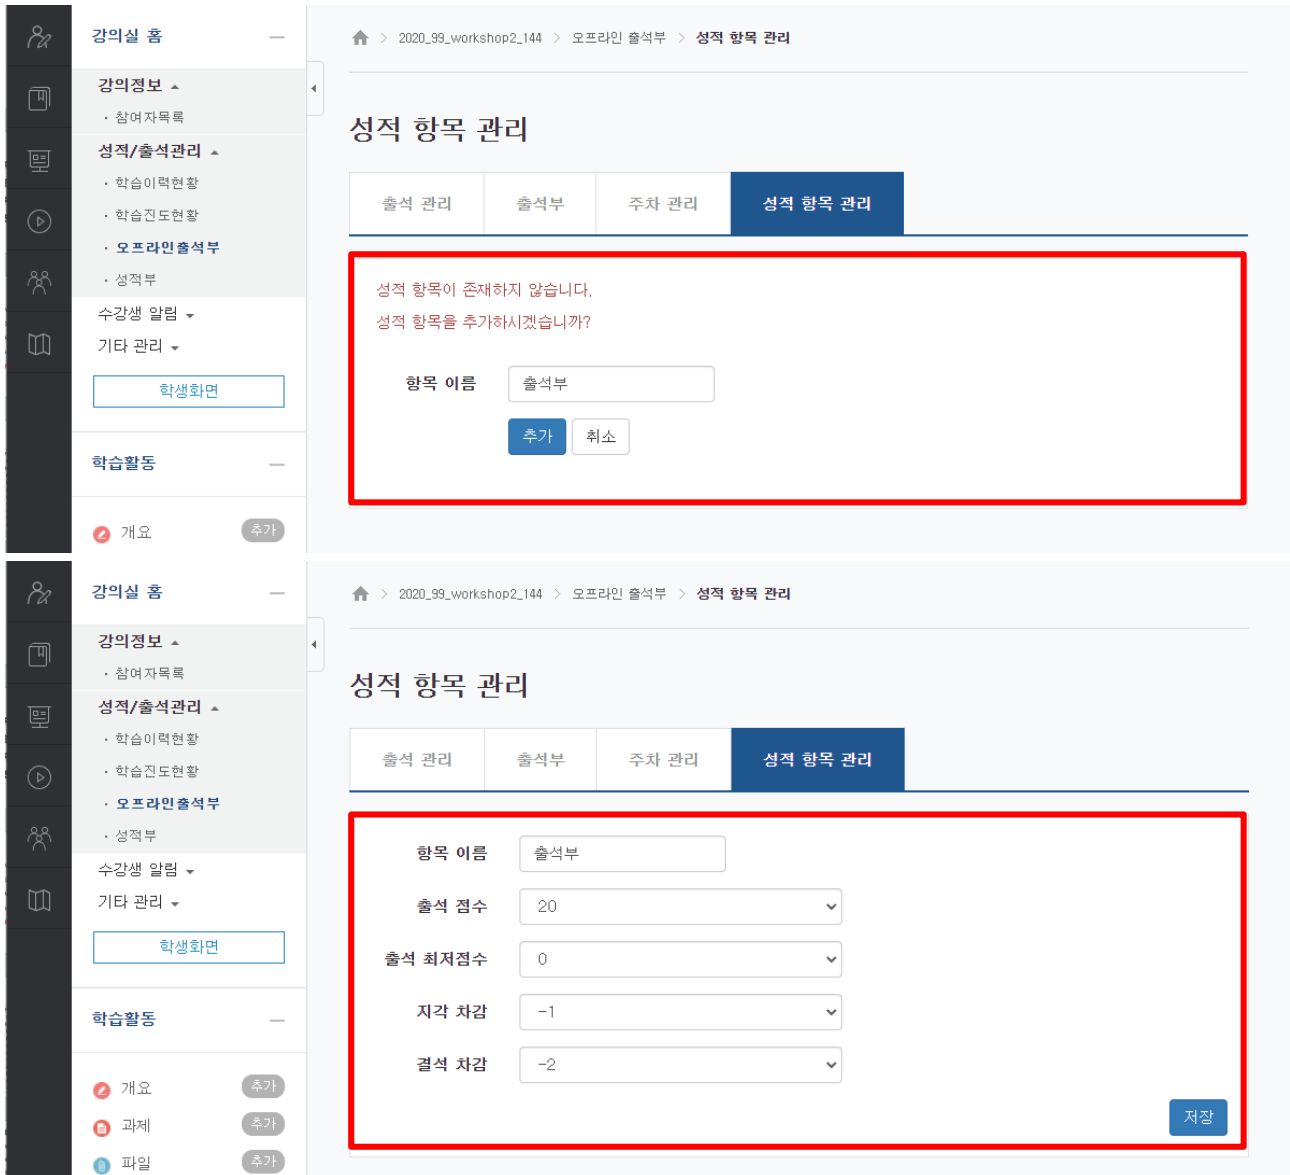 강의실 홈
강의정보
· 참여자목록
성적/출석관리
· 학습이력현황
· 학습진도현황
· 오프라인출석부
· 성적부
수강생 알림
기타 관리
학생화면
학습활동
개요 추가
2020_99_workshop2_144 > 오프라인 출석부 > 성적 항목 관리
성적 항목 관리
출석 관리 출석부 주차 관리 성적 항목 관리
성적 항목이 존재하지 않습니다.
성적 항목을 추가하시겠습니까?
항목 이름 출석부
추가 취소
강의실 홈
강의정보
· 참여자목록
성적/출석관리
· 학습이력현황
· 학습진도현황
· 오프라인출석부
· 성적부
수강생 알림
기타 관리
학생화면
학습활동
개요 추가
과제 추가
파일 추가
2020_99_workshop2_144 > 오프라인 출석부 > 성적 항목 관리
성적 항목 관리
출석 관리 출석부 주차 관리 성적 항목 관리
항목 이름 출석부
출석 점수 20
출석 최저점수 0
지각 차감 -1
결석 차감 -2
저장